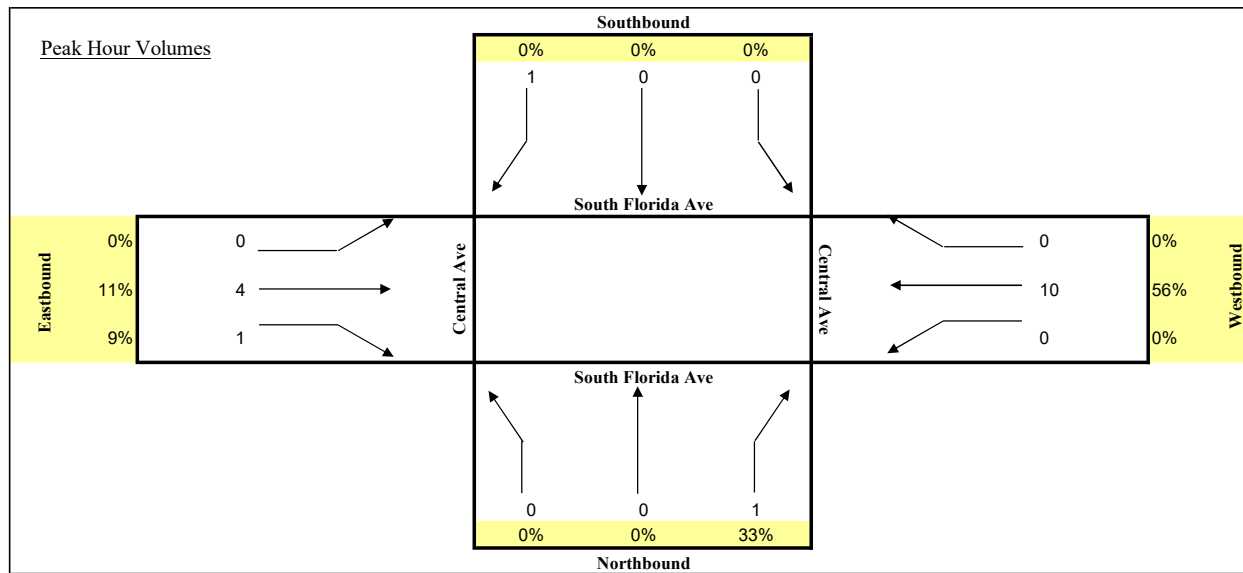 Southbound
Peak Hour Volumes
0% 0% 0%
1 0 0
South Florida Ave
Eastbound
0% 0
11% 4
9% 1
Central Ave
Central Ave
0 0%
10 56%
0 0%
Westbound
South Florida Ave
0 0 1
0% 0% 33%
Northbound